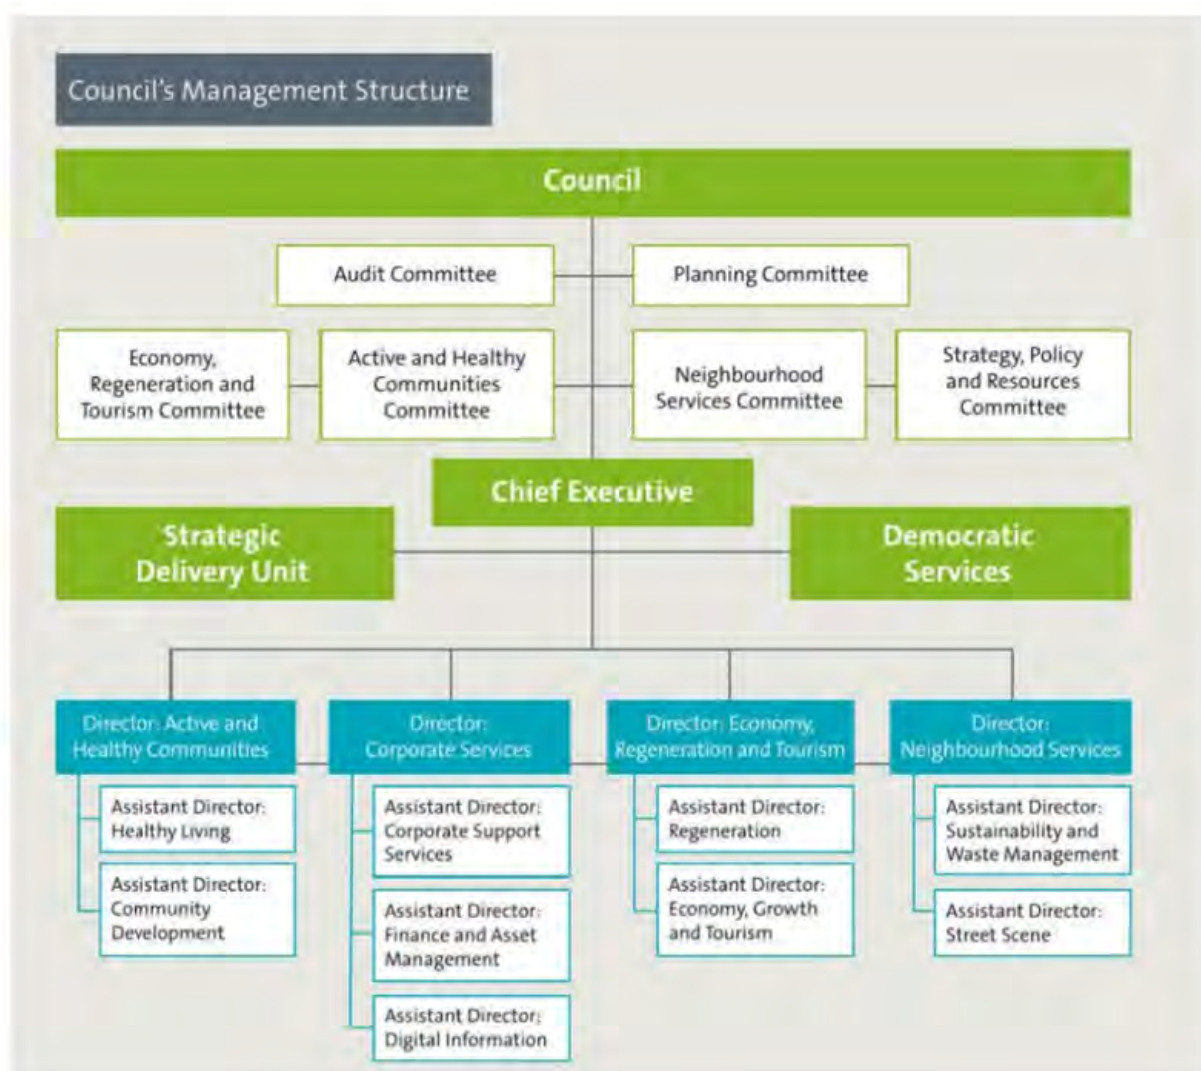 Council's Management Structure
Council
Audit Committee
Planning Committee
Economy,
Regeneration and
Tourism Committee
Active and Healthy
Communities
Committee
Neighbourhood
Services Committee
Strategy, Policy
and Resources
Committee
Chief Executive
Strategic
Delivery Unit
Democratic
Services
Director: Active and
Healthy Communities
Assistant Director:
Healthy Living
Assistant Director:
Community
Development
Director:
Corporate Services
Assistant Director:
Corporate Support
Services
Assistant Director:
Finance and Asset
Management
Assistant Director:
Digital Information
Director: Economy,
Regeneration and Tourism
Assistant Director:
Regeneration
Assistant Director:
Economy, Growth
and Tourism
Director:
Neighbourhood Services
Assistant Director:
Sustainability and
Waste Management
Assistant Director:
Street Scene